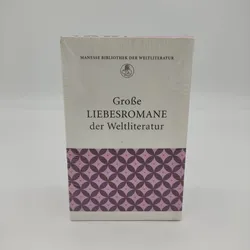 MANESSE BIBLIOTHEK DER WELTLITERATUR
Große
LIEBESROMANE
der Weltliteratur